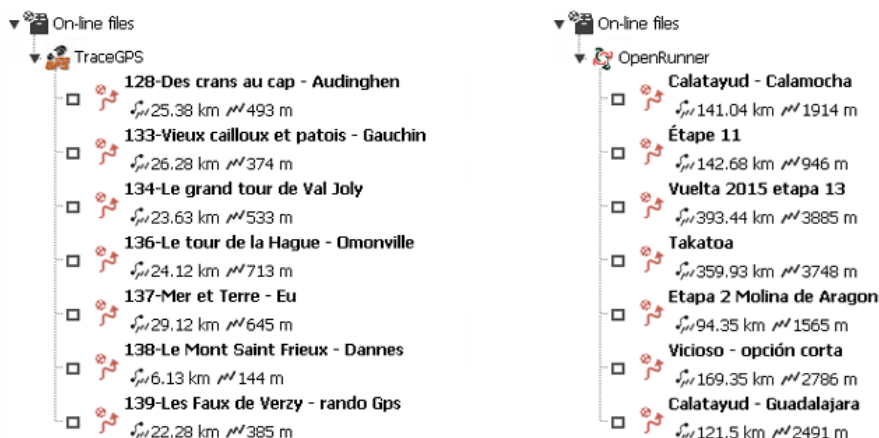 On-line files
TraceGPS
128-Des crans au cap - Audinghen
25.38 km 493 m
133-Vieux cailloux et patois - Gauchin
26.28 km 374 m
134-Le grand tour de Val Joly
23.63 km 533 m
136-Le tour de la Hague - Omonville
24.12 km 713 m
137-Mer et Terre - Eu
29.12 km 645 m
138-Le Mont Saint Frieux - Dannes
6.13 km 144 m
139-Les Faux de Verzy - rando Gps
22.28 km 385 m
On-line files
OpenRunner
Calatayud - Calamocha
141.04 km 1914 m
Étape 11
142.68 km 946 m
Vuelta 2015 etapa 13
393.44 km 3885 m
Takatoa
359.93 km 3748 m
Etapa 2 Molina de Aragon
94.35 km 1565 m
Vicioso - opción corta
169.35 km 2786 m
Calatayud - Guadalajara
121.5 km 2491 m